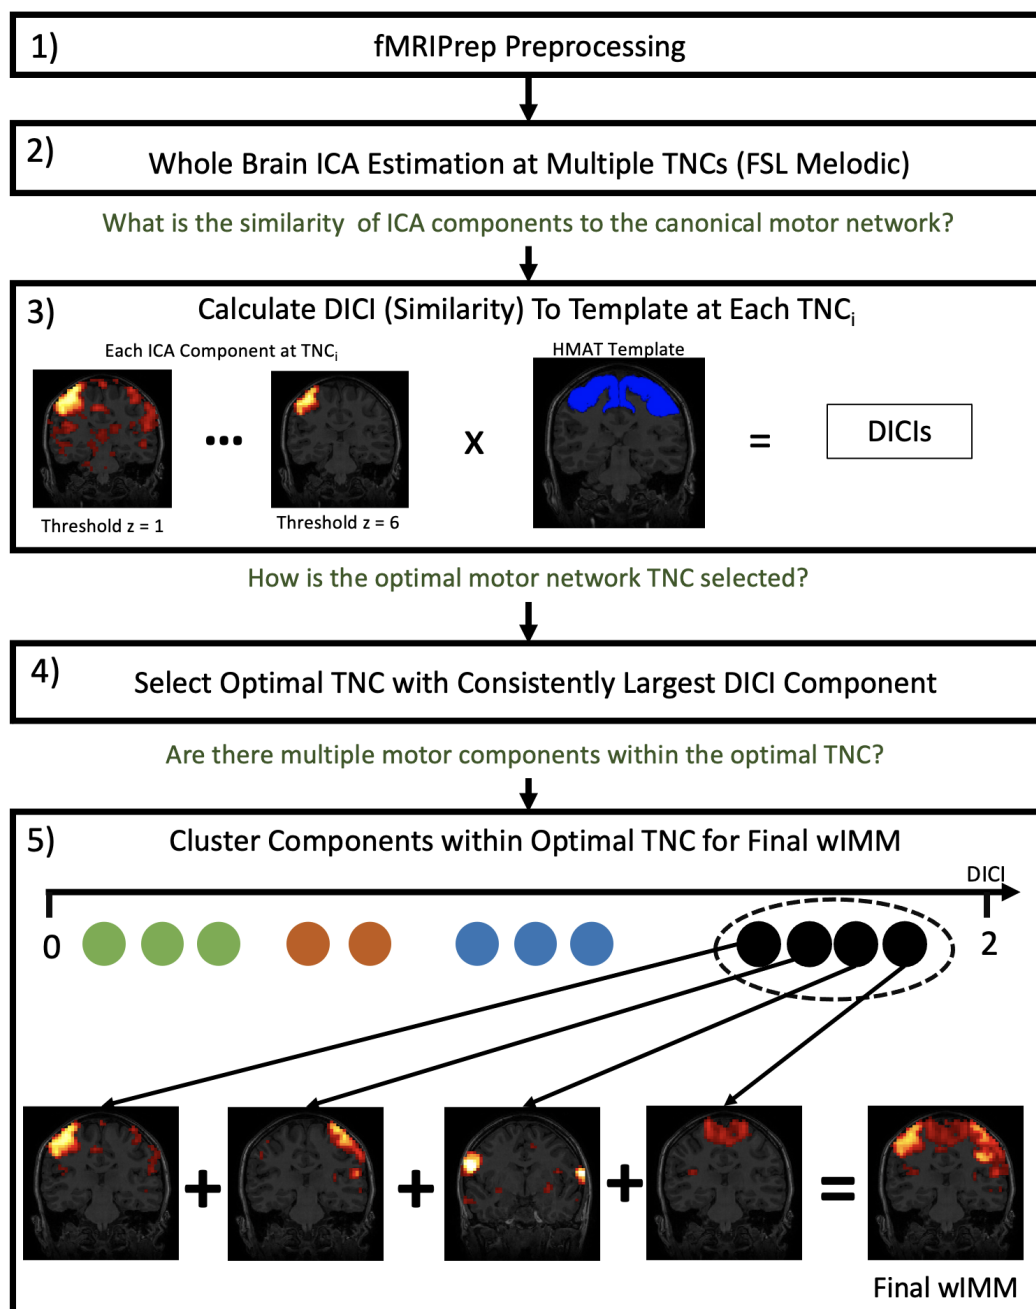 1)
fMRIPrep Preprocessing
2)
Whole Brain ICA Estimation at Multiple TNCs (FSL Melodic)
What is the similarity of ICA components to the canonical motor network?
3)
Calculate DICI (Similarity) To Template at Each TNCi
Each ICA Component at TNCi
HMAT Template
...
X
=
DICIs
Threshold z = 1
Threshold z = 6
How is the optimal motor network TNC selected?
4)
Select Optimal TNC with Consistently Largest DICI Component
Are there multiple motor components within the optimal TNC?
5)
Cluster Components within Optimal TNC for Final wIMM
DICI
0
2
+ + + =
Final wIMM